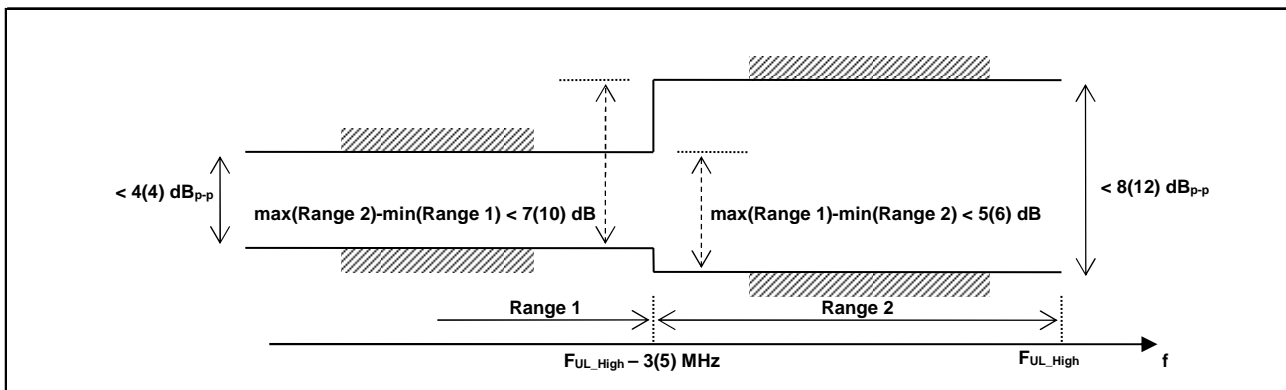 < 4(4) dBp-p
max(Range 2)-min(Range 1) < 7(10) dB
max(Range 1)-min(Range 2) < 5(6) dB
< 8(12) dBp-p
Range 1
Range 2
FUL_High – 3(5) MHz
FUL_High
f